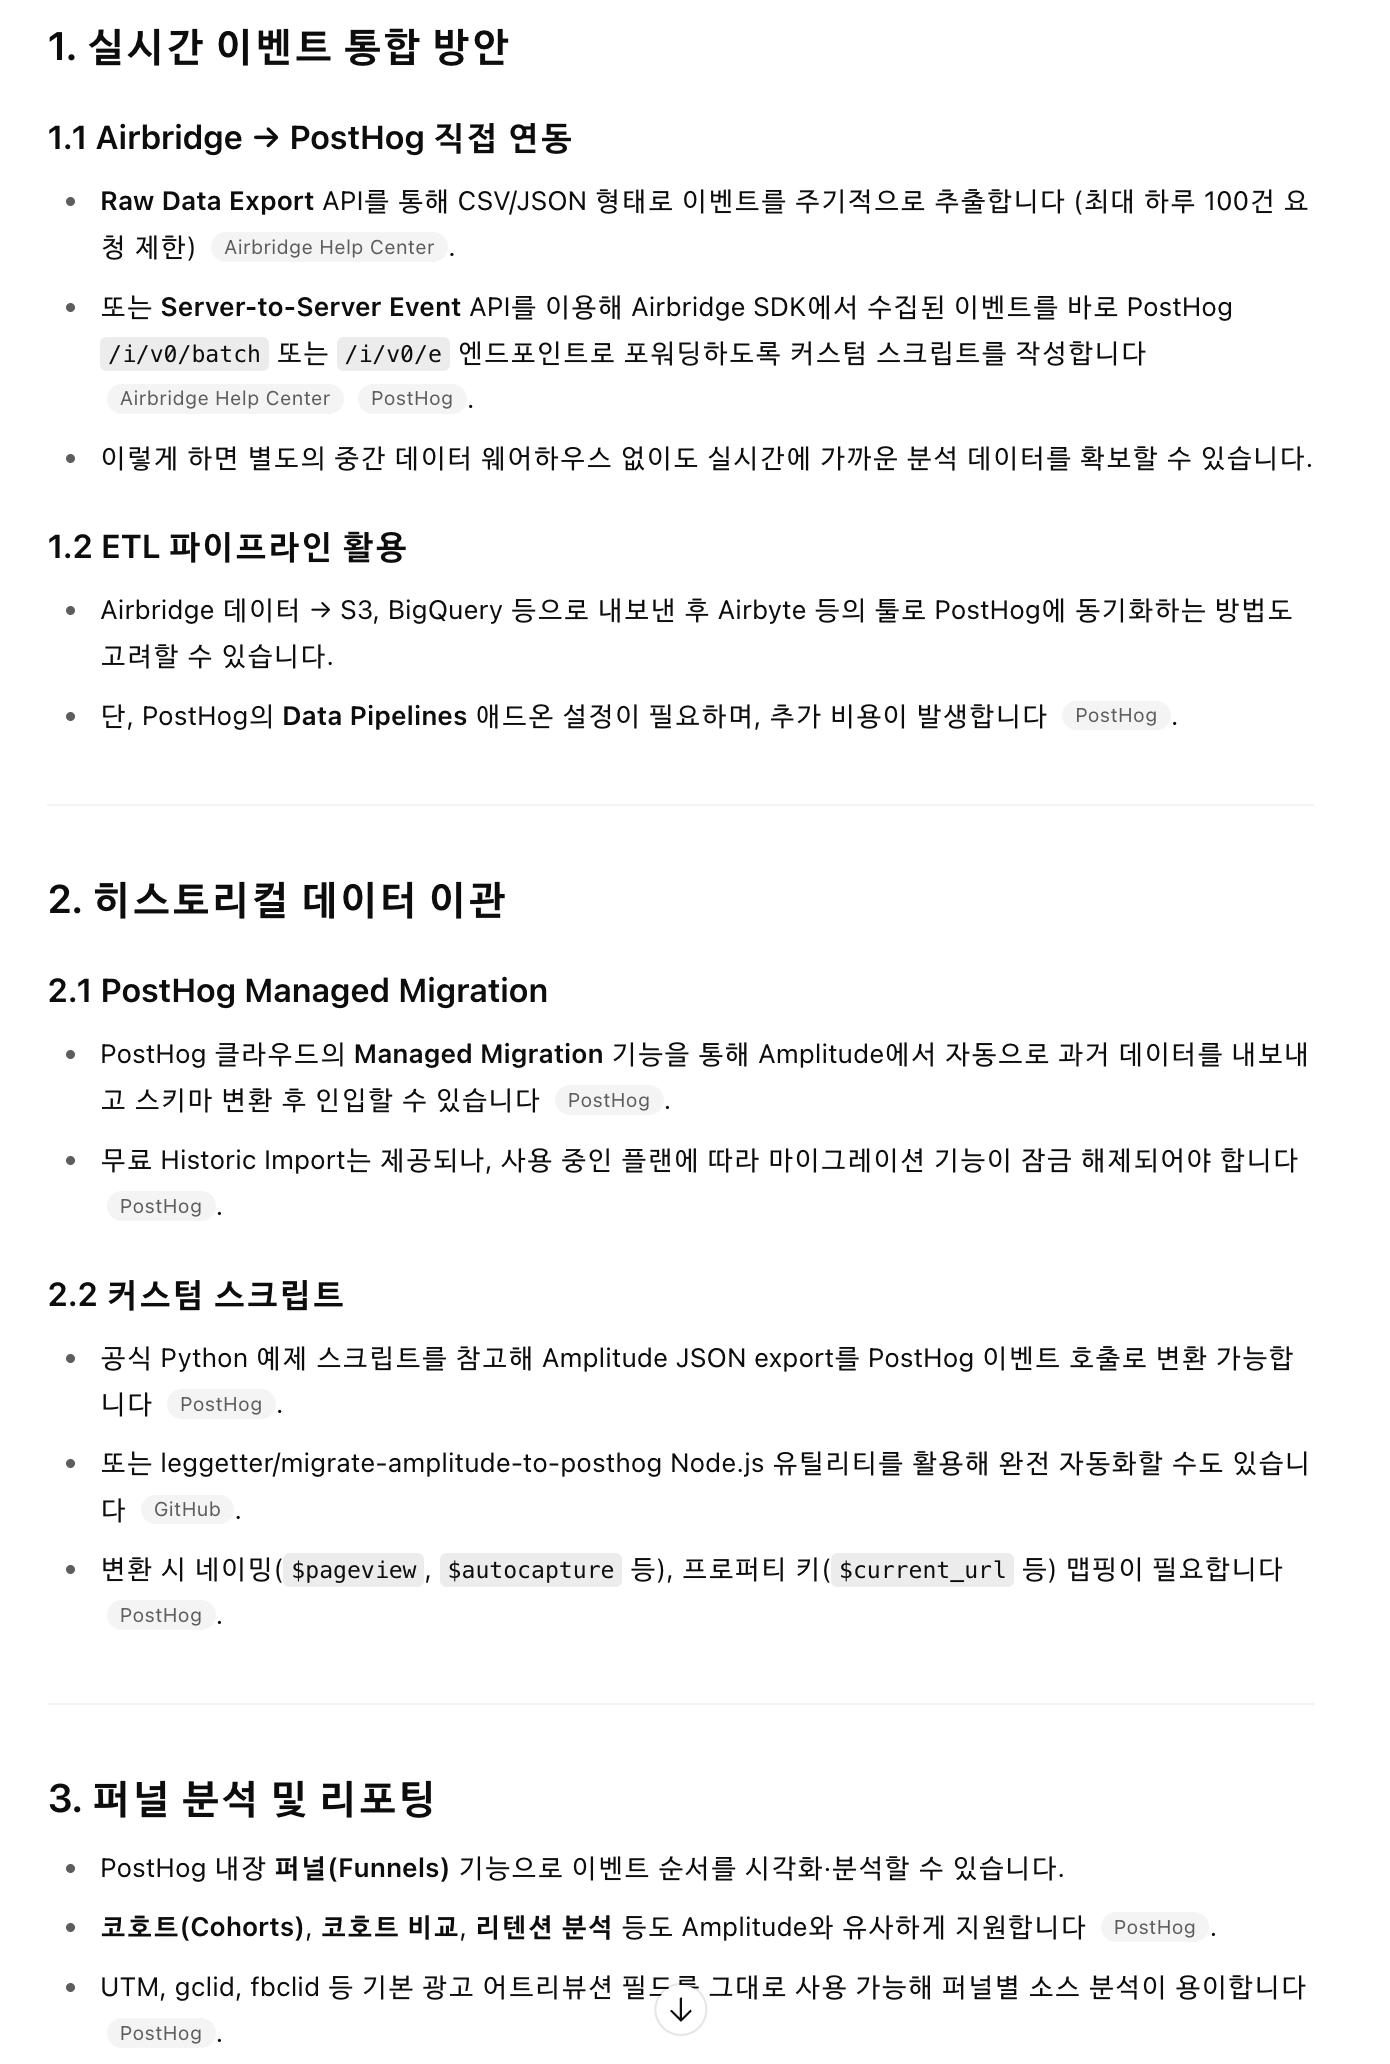 1. 실시간 이벤트 통합 방안
1.1 Airbridge → PostHog 직접 연동
• Raw Data Export API를 통해 CSV/JSON 형태로 이벤트를 주기적으로 추출합니다 (최대 하루 100건 요
청 제한) Airbridge Help Center .
• 또는 Server-to-Server Event API를 이용해 Airbridge SDK에서 수집된 이벤트를 바로 PostHog
/i/v0/batch 또는 /i/v0/e 엔드포인트로 포워딩하도록 커스텀 스크립트를 작성합니다
Airbridge Help Center PostHog .
• 이렇게 하면 별도의 중간 데이터 웨어하우스 없이도 실시간에 가까운 분석 데이터를 확보할 수 있습니다.
1.2 ETL 파이프라인 활용
• Airbridge 데이터 → S3, BigQuery 등으로 내보낸 후 Airbyte 등의 툴로 PostHog에 동기화하는 방법도
고려할 수 있습니다.
• 단, PostHog의 Data Pipelines 애드온 설정이 필요하며, 추가 비용이 발생합니다 PostHog .
2. 히스토리컬 데이터 이관
2.1 PostHog Managed Migration
• PostHog 클라우드의 Managed Migration 기능을 통해 Amplitude에서 자동으로 과거 데이터를 내보내
고 스키마 변환 후 인입할 수 있습니다 PostHog .
• 무료 Historic Import는 제공되나, 사용 중인 플랜에 따라 마이그레이션 기능이 잠금 해제되어야 합니다
PostHog .
2.2 커스텀 스크립트
• 공식 Python 예제 스크립트를 참고해 Amplitude JSON export를 PostHog 이벤트 호출로 변환 가능합
니다 PostHog .
• 또는 leggetter/migrate-amplitude-to-posthog Node.js 유틸리티를 활용해 완전 자동화할 수도 있습니
다 GitHub .
• 변환 시 네이밍( $pageview , $autocapture 등), 프로퍼티 키( $current_url 등) 맵핑이 필요합니다
PostHog .
3. 퍼널 분석 및 리포팅
• PostHog 내장 퍼널(Funnels) 기능으로 이벤트 순서를 시각화·분석할 수 있습니다.
• 코호트(Cohorts), 코호트 비교, 리텐션 분석 등도 Amplitude와 유사하게 지원합니다 PostHog .
• UTM, gclid, fbclid 등 기본 광고 어트리뷰션 필드를 그대로 사용 가능해 퍼널별 소스 분석이 용이합니다
PostHog .